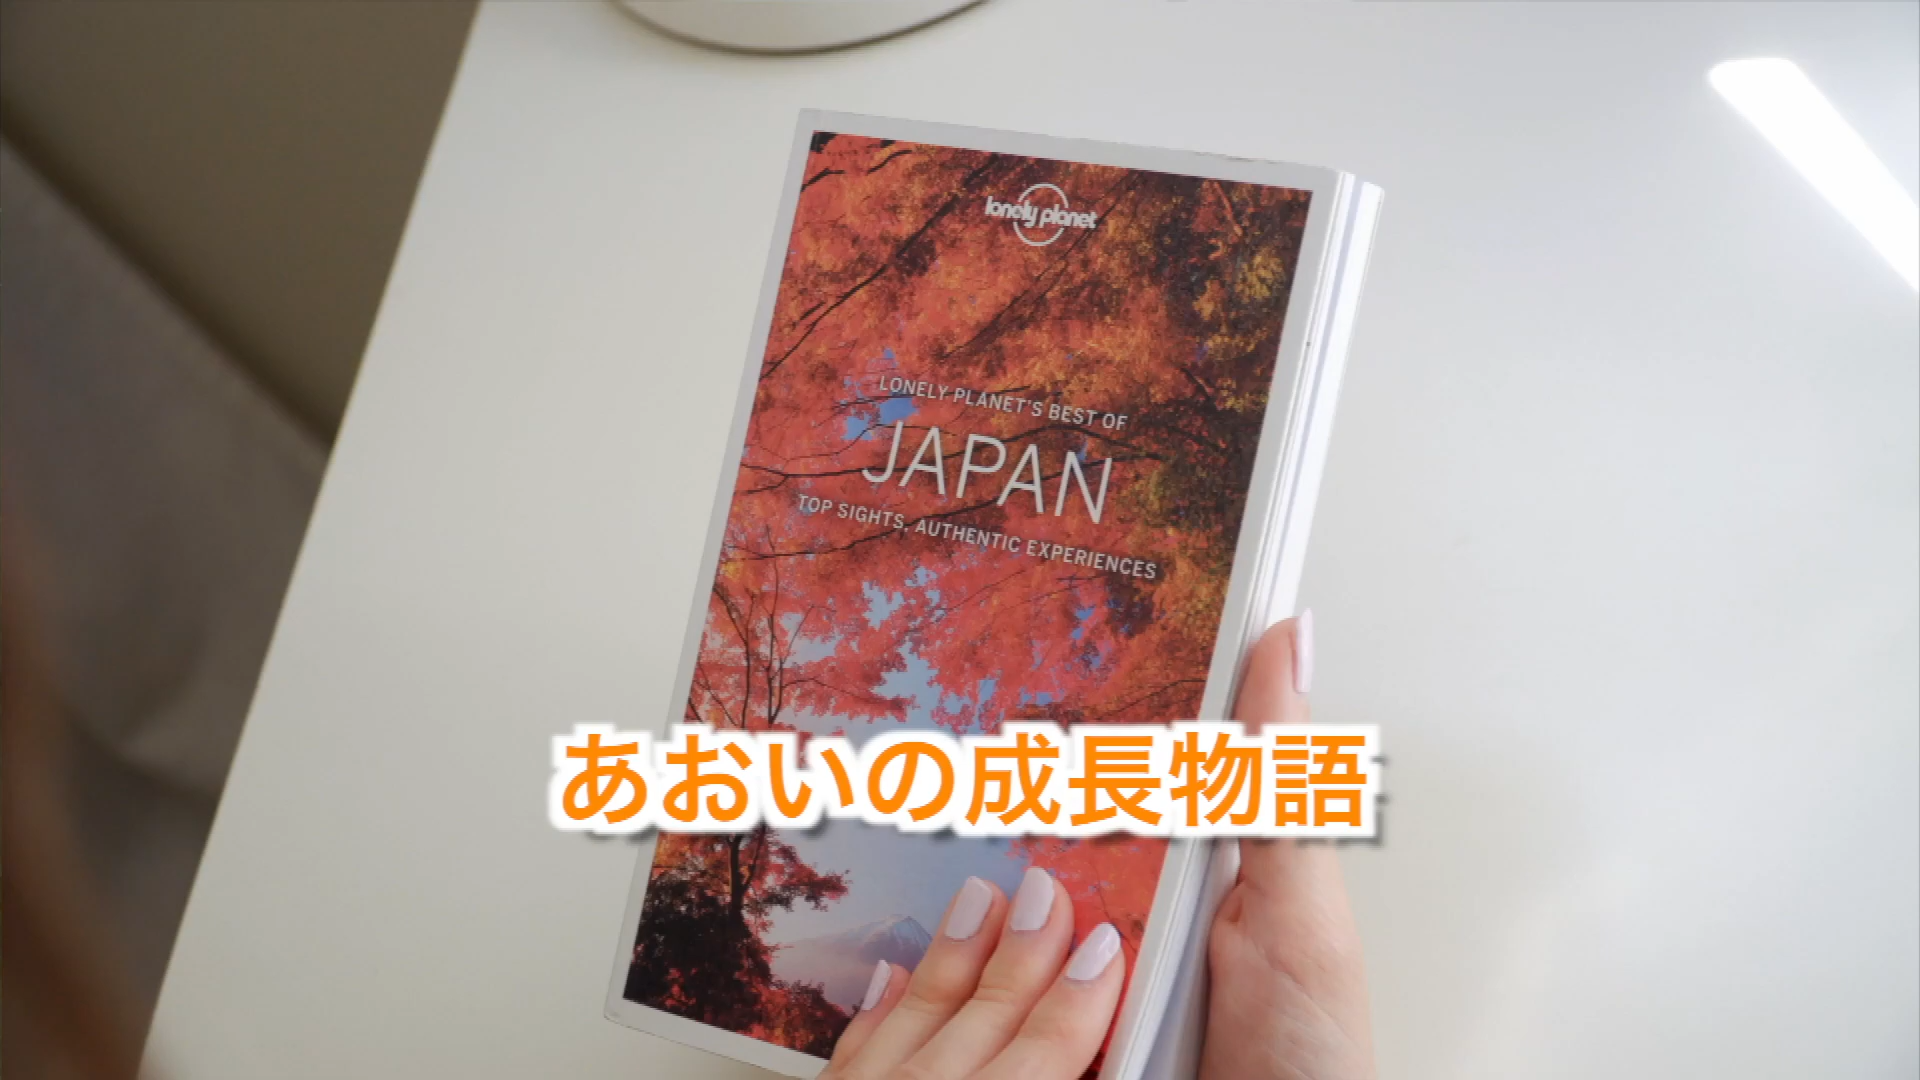 lonely planet
LONELY PLANET'S BEST OF
JAPAN
TOP SIGHTS, AUTHENTIC EXPERIENCES
あおいの成長物語